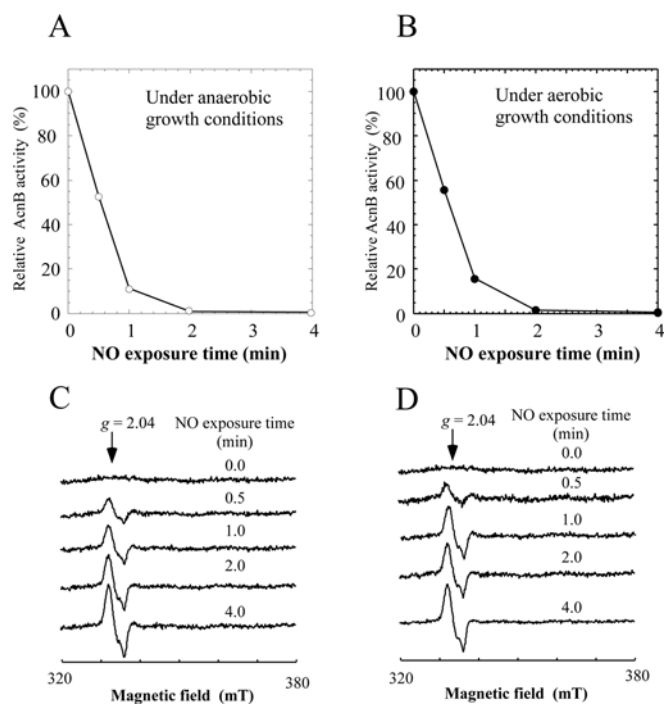 A
B
Relative AcnB activity (%)
100
80
60
40
20
0
Under anaerobic
growth conditions
0 1 2 3 4
NO exposure time (min)
Relative AcnB activity (%)
100
80
60
40
20
0
Under aerobic
growth conditions
0 1 2 3 4
NO exposure time (min)
C
g = 2.04
NO exposure time
(min)
0.0
0.5
1.0
2.0
4.0
320 380
Magnetic field (mT)
D
g = 2.04
NO exposure time
(min)
0.0
0.5
1.0
2.0
4.0
320 380
Magnetic field (mT)